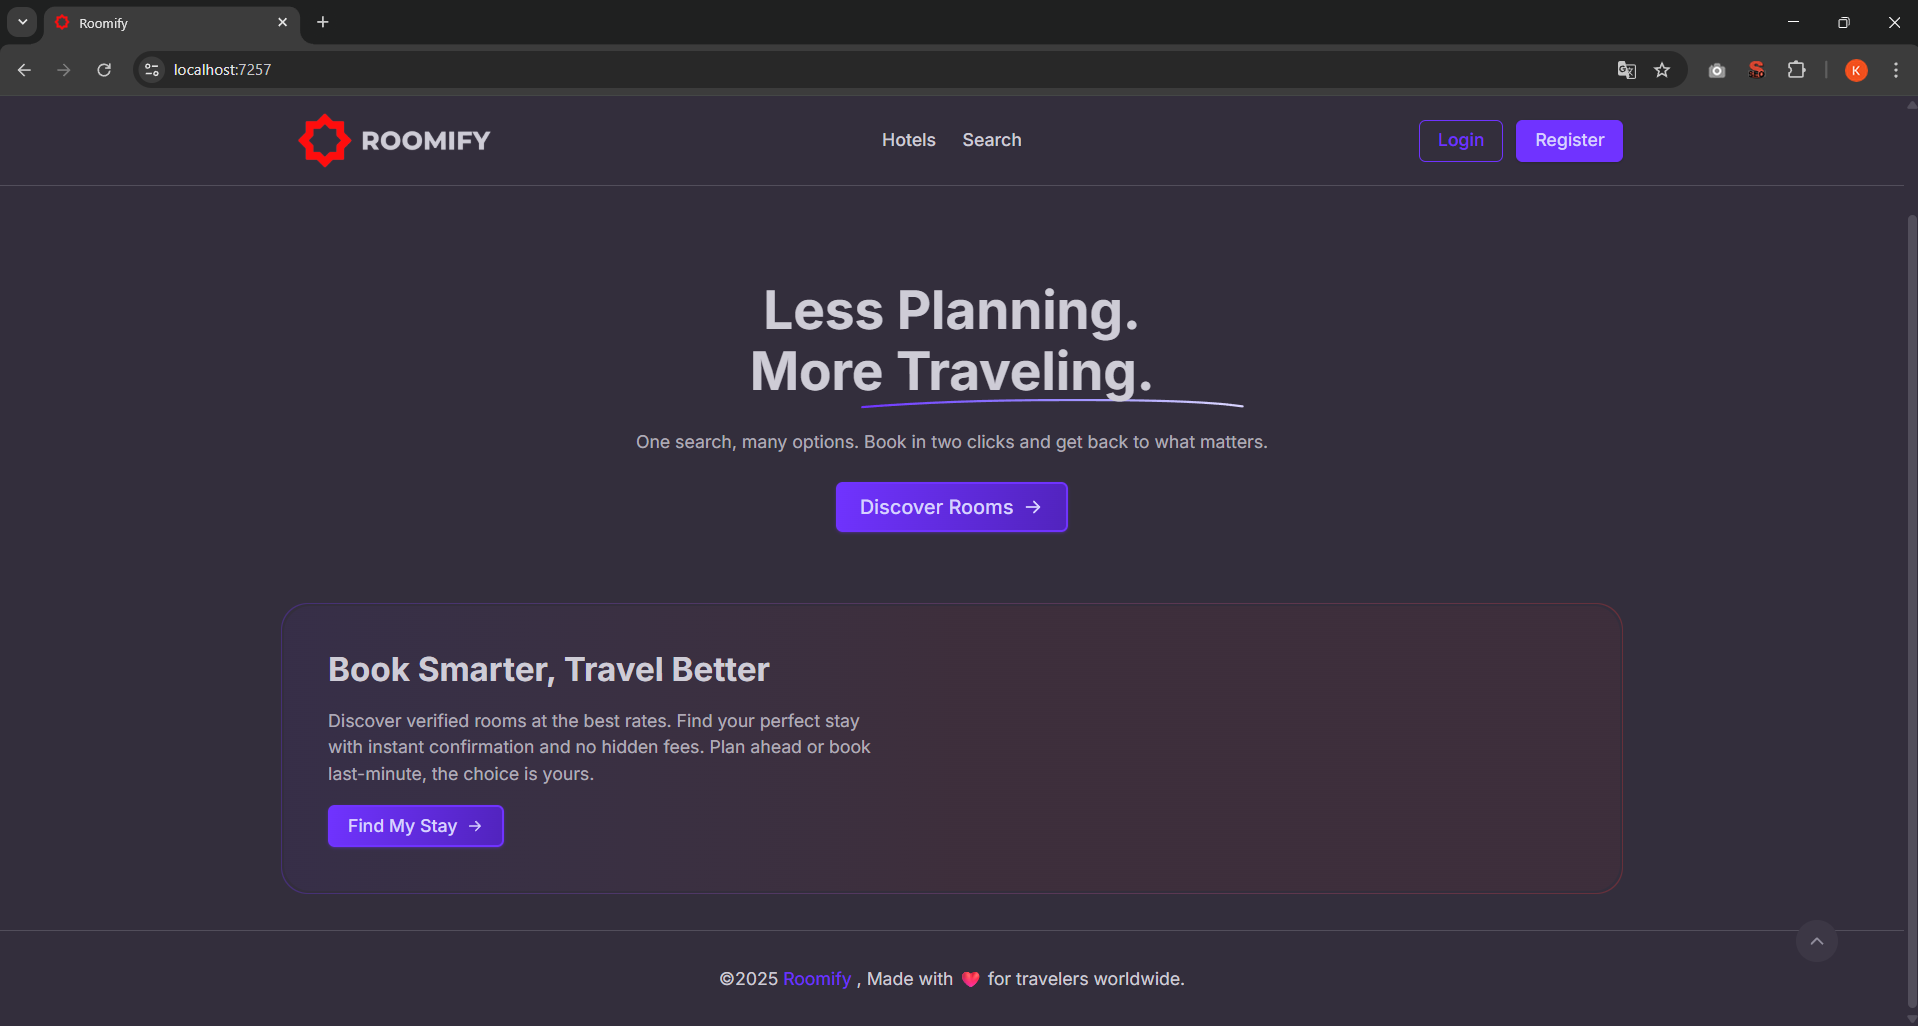 Roomify
localhost:7257
K
ROOMIFY
Hotels Search
Login Register
Less Planning.
More Traveling.
One search, many options. Book in two clicks and get back to what matters.
Discover Rooms →
Book Smarter, Travel Better
Discover verified rooms at the best rates. Find your perfect stay
with instant confirmation and no hidden fees. Plan ahead or book
last-minute, the choice is yours.
Find My Stay →
©2025 Roomify , Made with ❤️ for travelers worldwide.